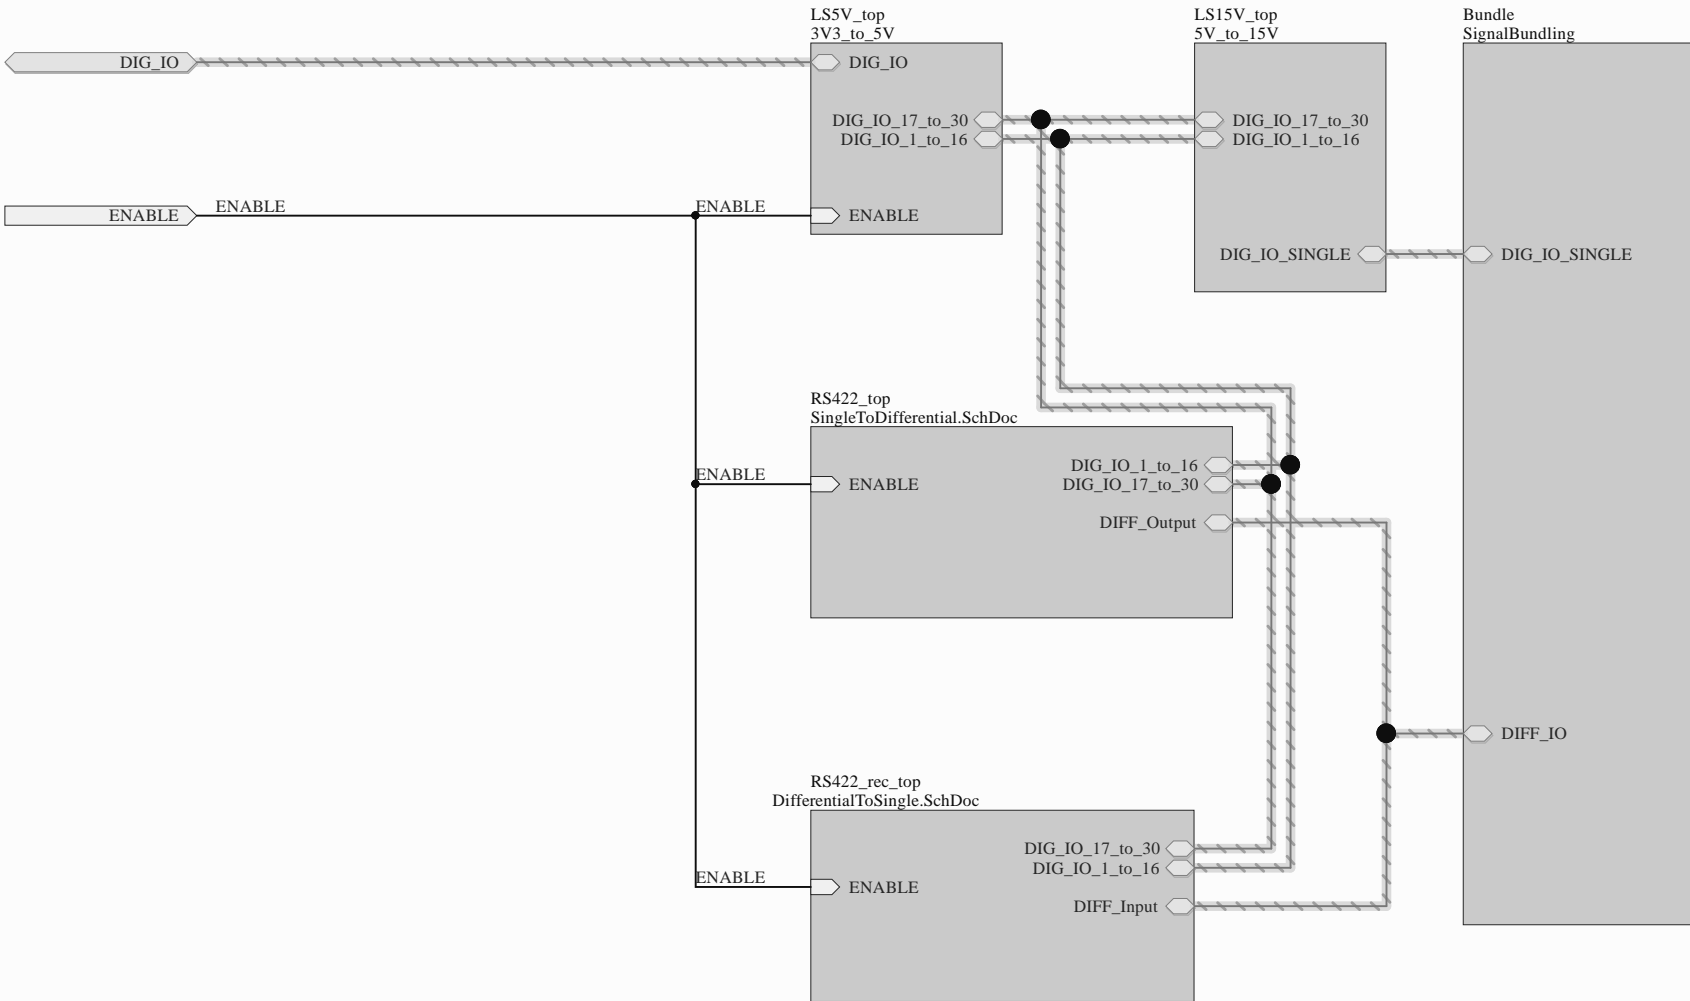 LS5V_top
3V3_to_5V
LS15V_top
5V_to_15V
Bundle
SignalBundling
DIG_IO
DIG_IO
DIG_IO_17_to_30
DIG_IO_1_to_16
DIG_IO_17_to_30
DIG_IO_1_to_16
ENABLE
ENABLE
ENABLE
ENABLE
DIG_IO_SINGLE
DIG_IO_SINGLE
RS422_top
SingleToDifferential.SchDoc
ENABLE
ENABLE
DIG_IO_1_to_16
DIG_IO_17_to_30
DIFF_Output
DIFF_IO
RS422_rec_top
DifferentialToSingle.SchDoc
DIG_IO_17_to_30
DIG_IO_1_to_16
ENABLE
ENABLE
DIFF_Input